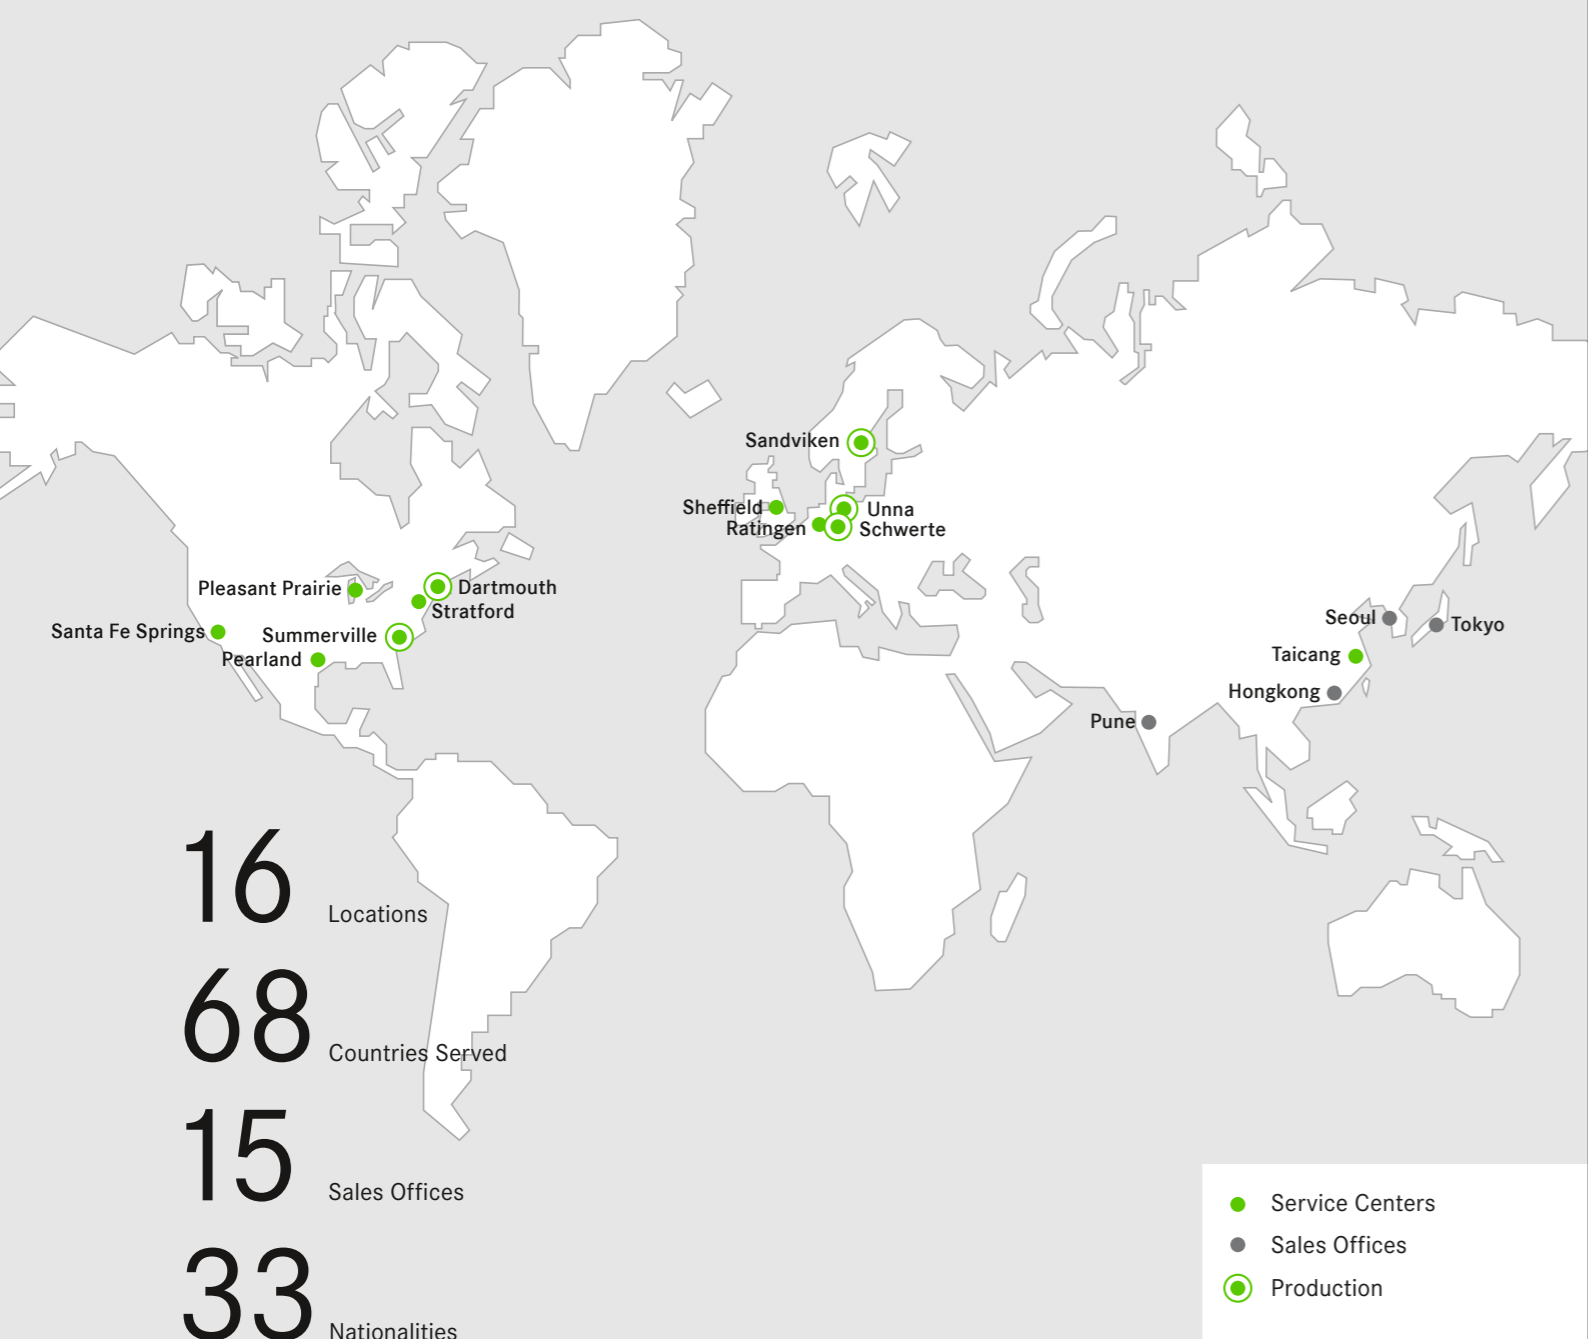 Sandviken
Sheffield
Unna
Ratingen
Schwerte
Pleasant Prairie
Dartmouth
Stratford
Santa Fe Springs
Summerville
Pearland
Seoul
Tokyo
Taicang
Hongkong
Pune
16 Locations
68 Countries Served
15 Sales Offices
33 Nationalities
Service Centers
Sales Offices
Production